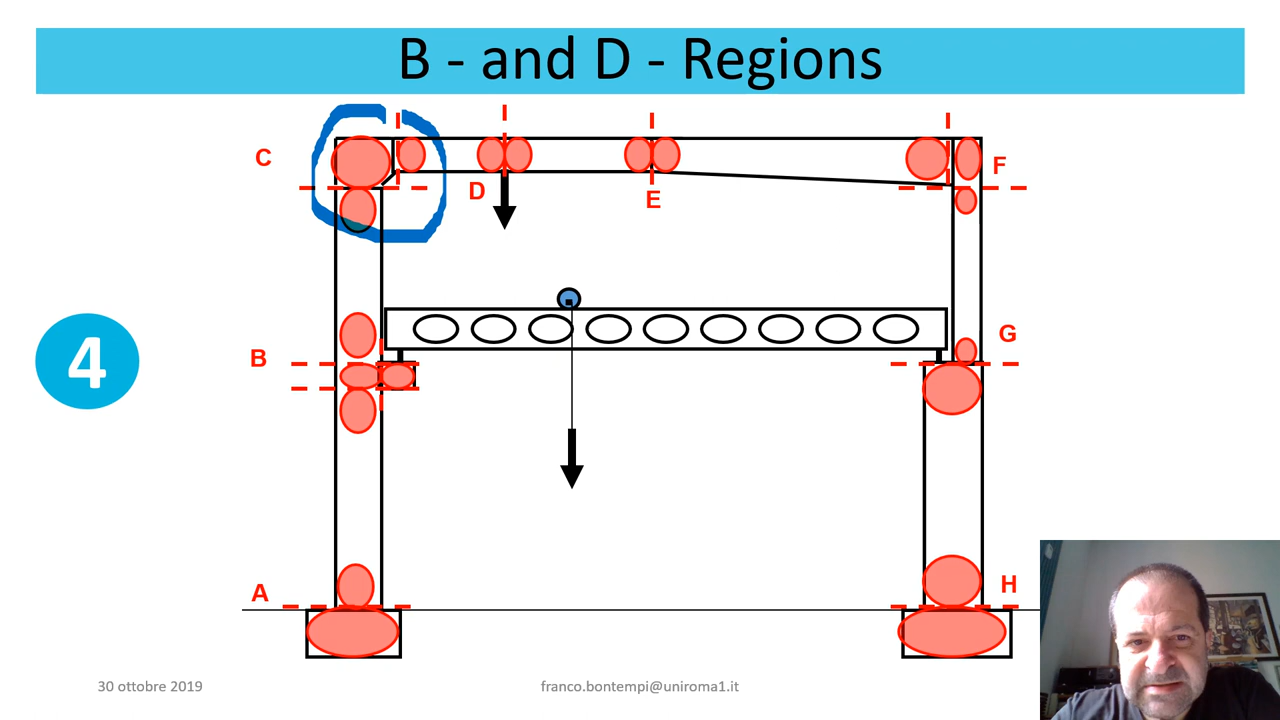 B - and D - Regions
C
F
D
E
4
B
G
A
H
30 ottobre 2019
franco.bontempi@uniroma1.it